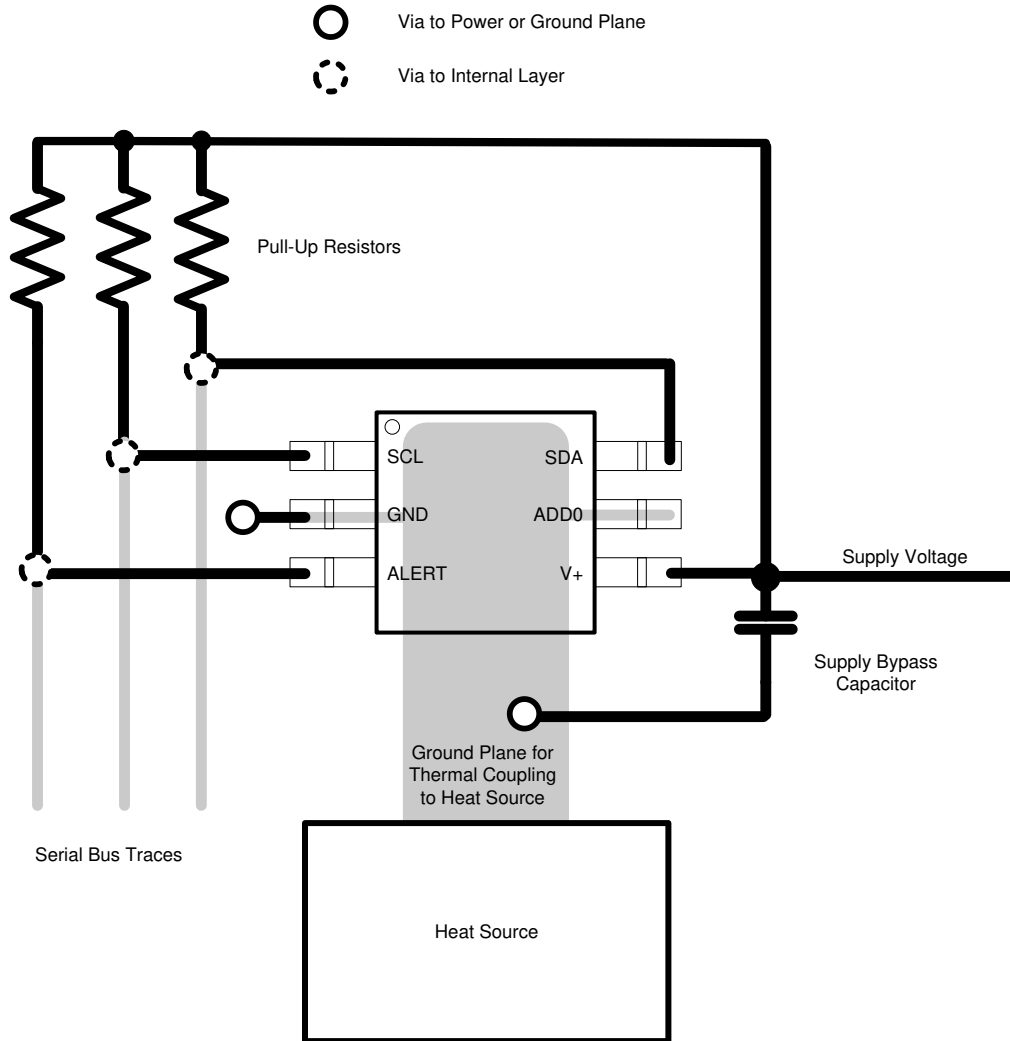 Via to Power or Ground Plane
Via to Internal Layer
Pull-Up Resistors
SCL
SDA
GND
ADD0
ALERT
V+
Supply Voltage
Supply Bypass
Capacitor
Ground Plane for
Thermal Coupling
to Heat Source
Serial Bus Traces
Heat Source